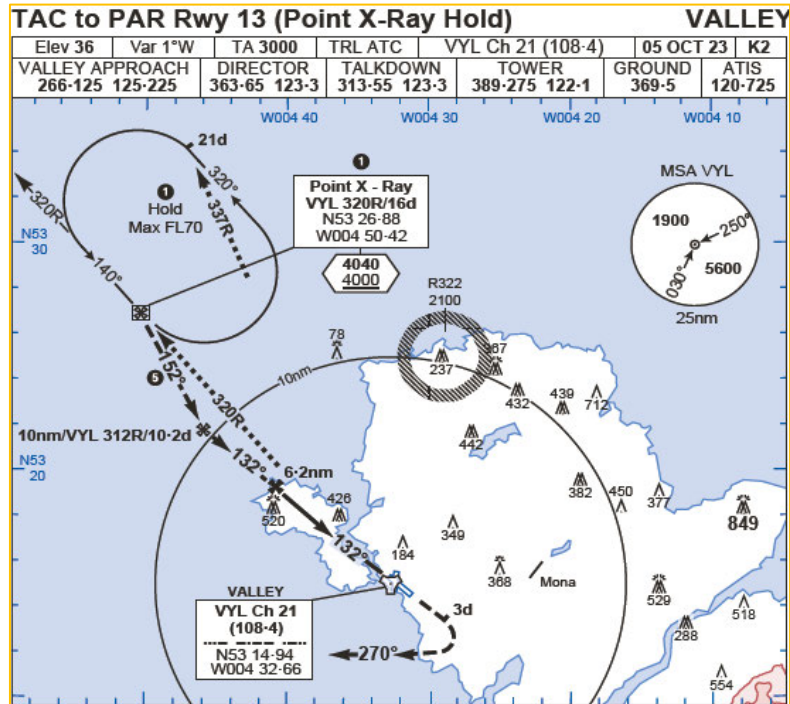 TAC to PAR Rwy 13 (Point X-Ray Hold) VALLEY
Elev 36 Var 1°W TA 3000 TRL ATC VYL Ch 21 (108·4) 05 OCT 23 K2
VALLEY APPROACH DIRECTOR TALKDOWN TOWER GROUND ATIS
266·125 125·225 363·65 123·3 313·55 123·3 389·275 122·1 369·5 120·725
W004 40 W004 30 W004 20 W004 10
21d
320R
320°
1
Hold
Max FL70
337R
140°
1
Point X - Ray
VYL 320R/16d
N53 26·88
W004 50·42
4040
4000
MSA VYL
1900
250°
030°
5600
25nm
N53
30
R322
2100
78
237
367
10nm
432
439
712
442
152°
5
320R
10nm/VYL 312R/10·2d
132°
6·2nm
N53
20
382
450
377
849
520
426
132°
184
349
368
Mona
529
518
288
554
VALLEY
VYL Ch 21
(108·4)
N53 14·94
W004 32·66
3d
270°